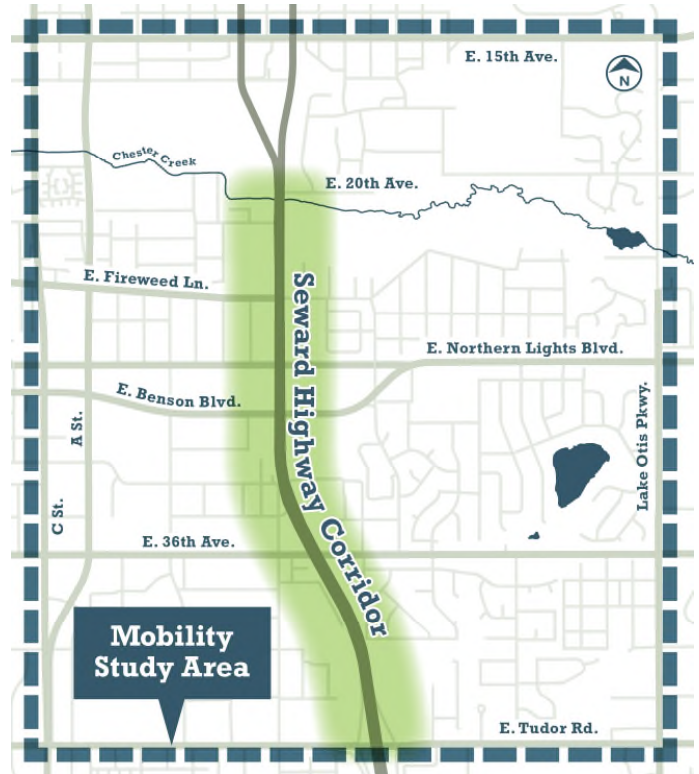 E. 15th Ave.
N
Chester Creek
E. 20th Ave.
E. Fireweed Ln.
Seward Highway Corridor
E. Northern Lights Blvd.
E. Benson Blvd.
A St.
Lake Otis Pkwy.
C St.
E. 36th Ave.
Mobility
Study Area
E. Tudor Rd.